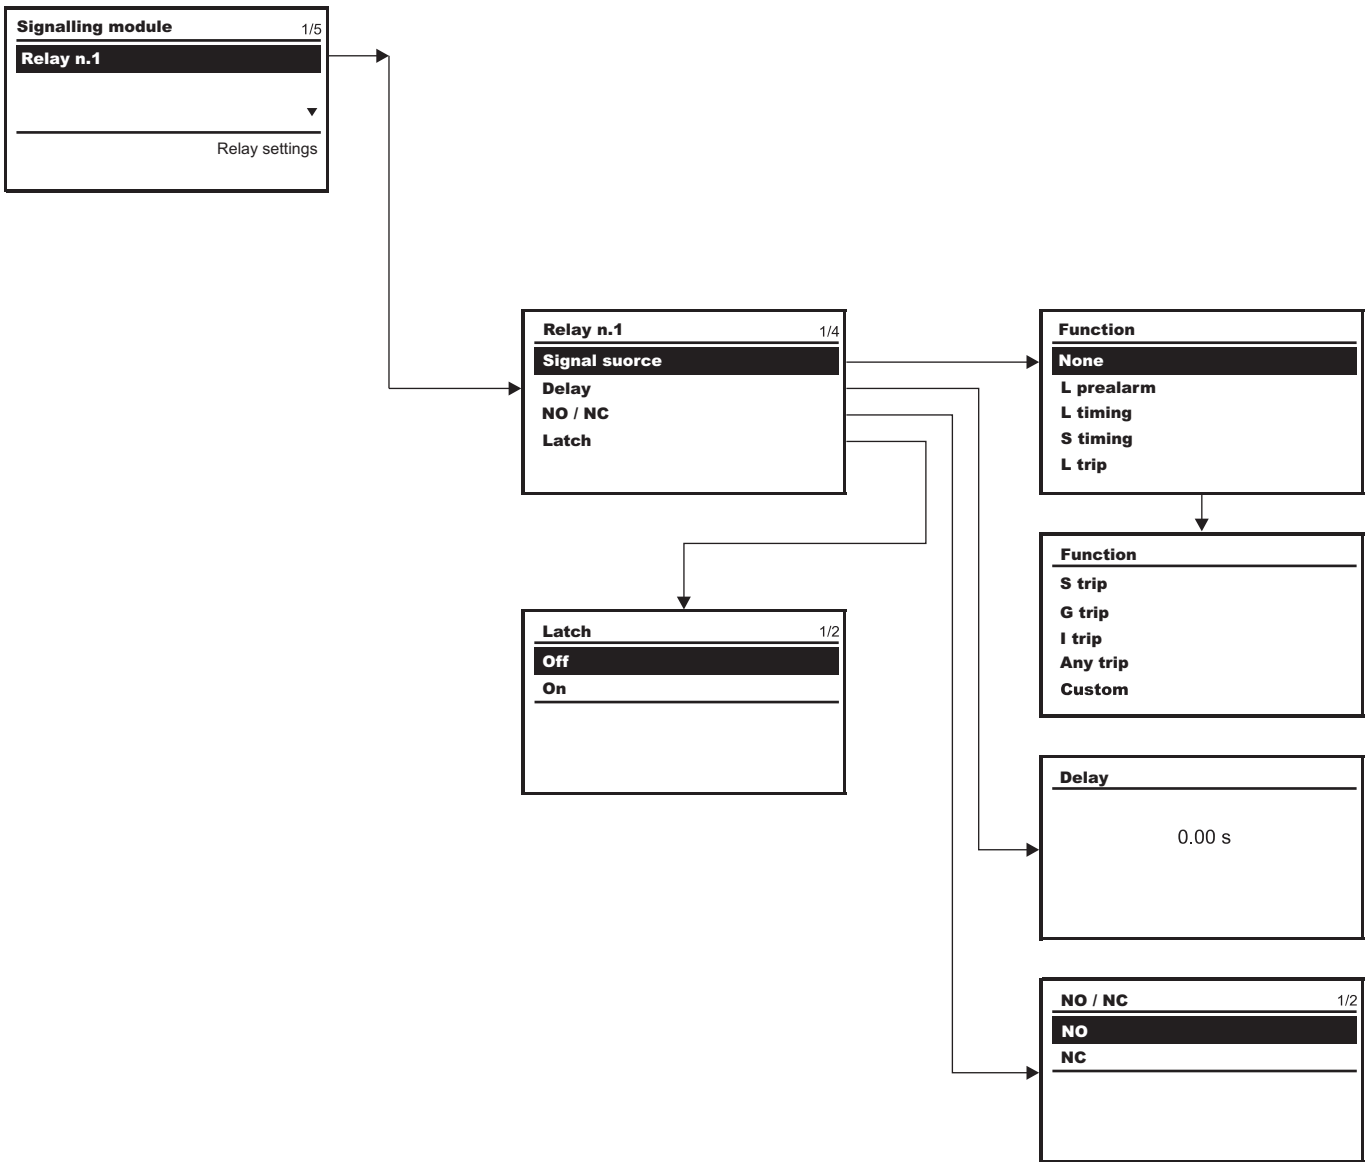 Signalling module 1/5
Relay n.1
Relay settings
Relay n.1 1/4
Signal suorce
Delay
NO / NC
Latch
Function
None
L prealarm
L timing
S timing
L trip
Function
S trip
G trip
I trip
Any trip
Custom
Latch 1/2
Off
On
Delay
0.00 s
NO / NC 1/2
NO
NC